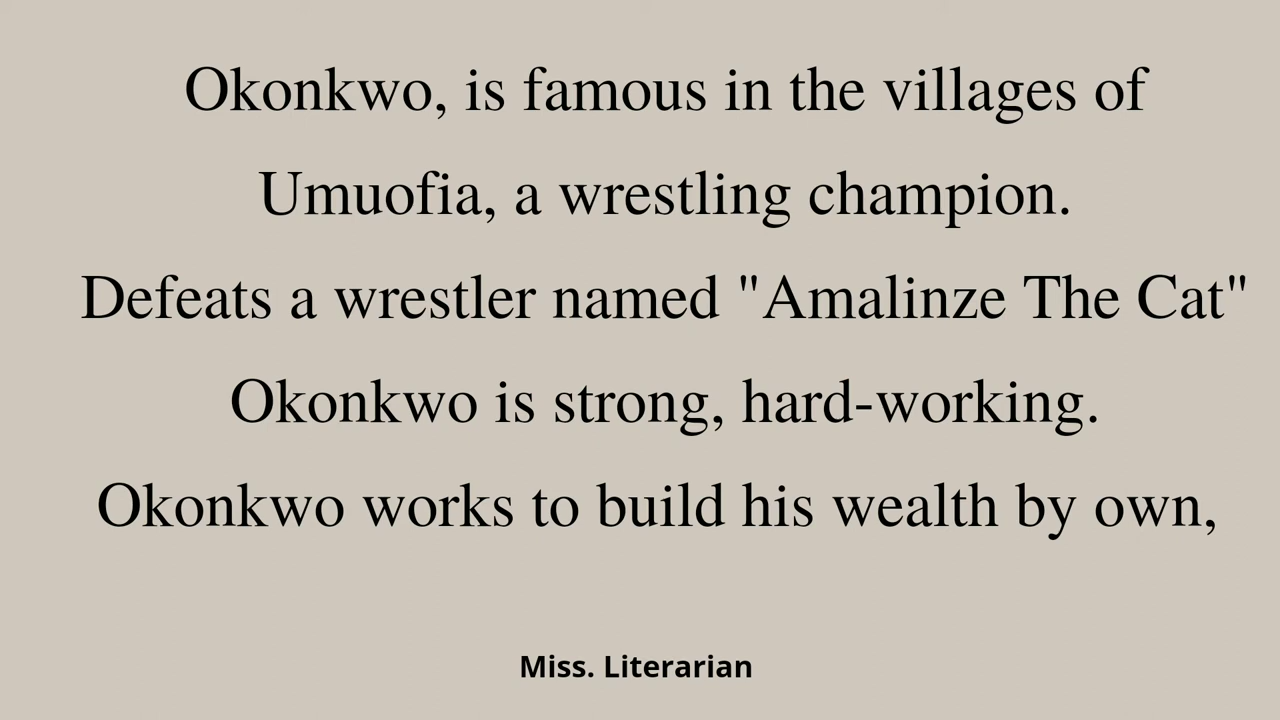 Okonkwo, is famous in the villages of
Umuofia, a wrestling champion.
Defeats a wrestler named "Amalinze The Cat"
Okonkwo is strong, hard-working.
Okonkwo works to build his wealth by own,
Miss. Literarian